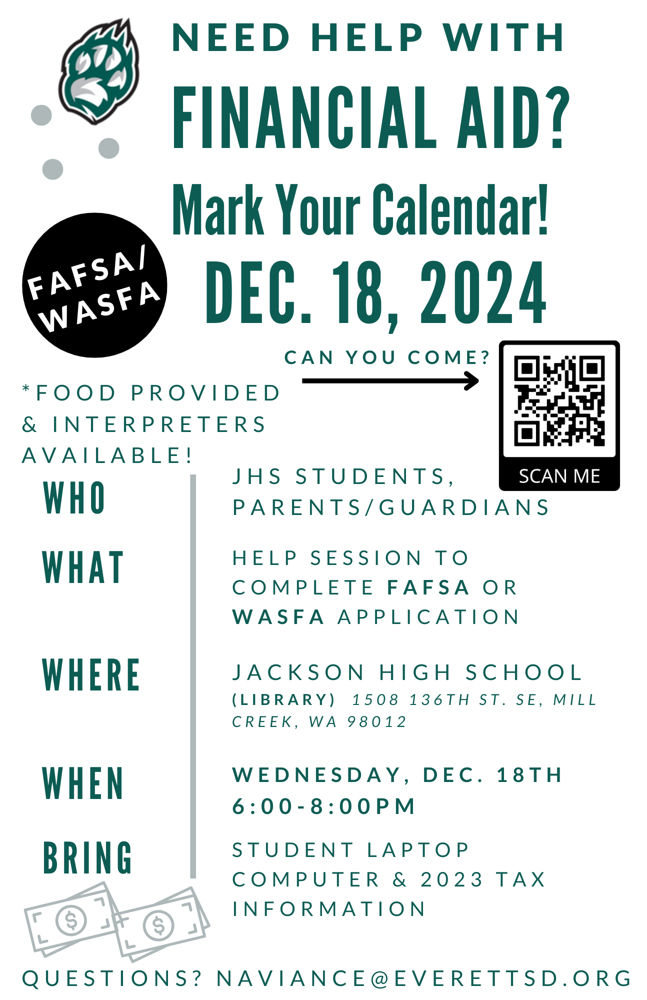 NEED HELP WITH
FINANCIAL AID?
Mark Your Calendar!
DEC. 18, 2024
FAFSA/
WASFA
CAN YOU COME?
SCAN ME
*FOOD PROVIDED
& INTERPRETERS
AVAILABLE!
WHO
JHS STUDENTS,
PARENTS/GUARDIANS
WHAT
HELP SESSION TO
COMPLETE FAFSA OR
WASFA APPLICATION
WHERE
JACKSON HIGH SCHOOL
(LIBRARY) 1508 136TH ST. SE, MILL
CREEK, WA 98012
WHEN
WEDNESDAY, DEC. 18TH
6:00-8:00PM
BRING
STUDENT LAPTOP
COMPUTER & 2023 TAX
INFORMATION
$
$
QUESTIONS? NAVIANCE@EVERETTSD.ORG